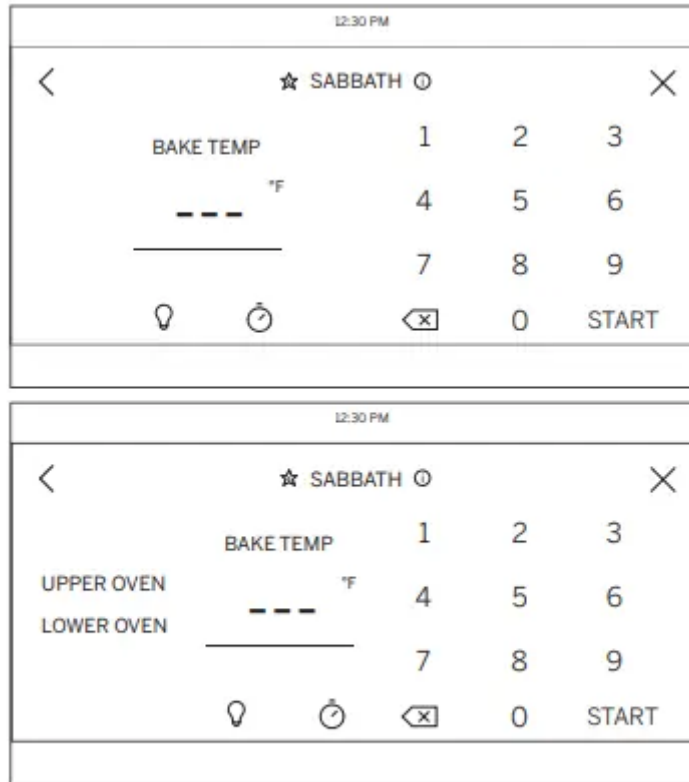 12:30 PM
SABBATH
BAKE TEMP
°F
---
1 2 3
4 5 6
7 8 9
0 START
12:30 PM
SABBATH
BAKE TEMP
UPPER OVEN
LOWER OVEN
°F
---
1 2 3
4 5 6
7 8 9
0 START